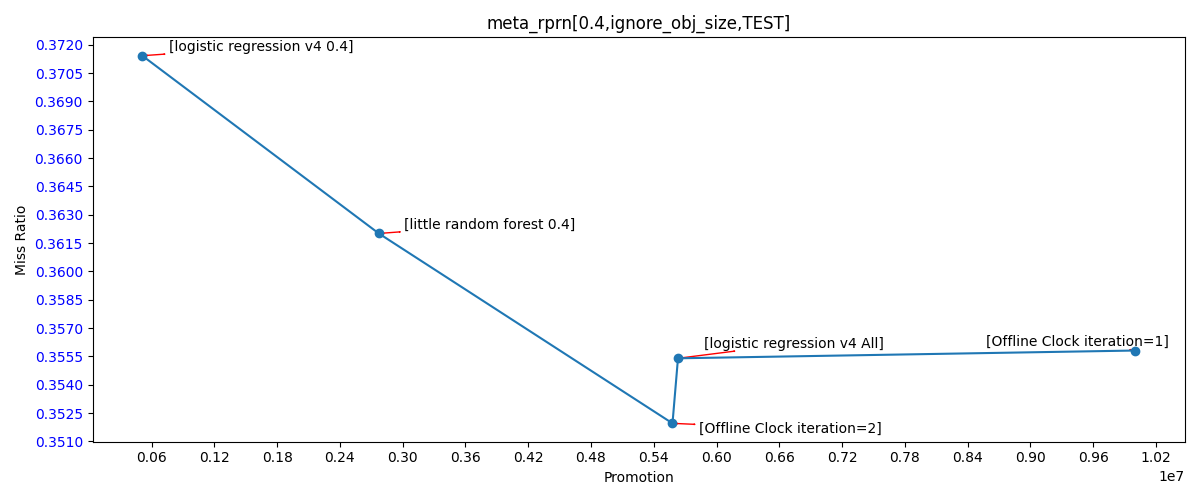 meta_rprn[0.4,ignore_obj_size,TEST]
0.3720
0.3705
0.3690
0.3675
0.3660
0.3645
0.3630
0.3615
0.3600
0.3585
0.3570
0.3555
0.3540
0.3525
0.3510
Miss Ratio
[logistic regression v4 0.4]
[little random forest 0.4]
[logistic regression v4 All]
[Offline Clock iteration=1]
[Offline Clock iteration=2]
0.06 0.12 0.18 0.24 0.30 0.36 0.42 0.48 0.54 0.60 0.66 0.72 0.78 0.84 0.90 0.96 1.02
1e7
Promotion